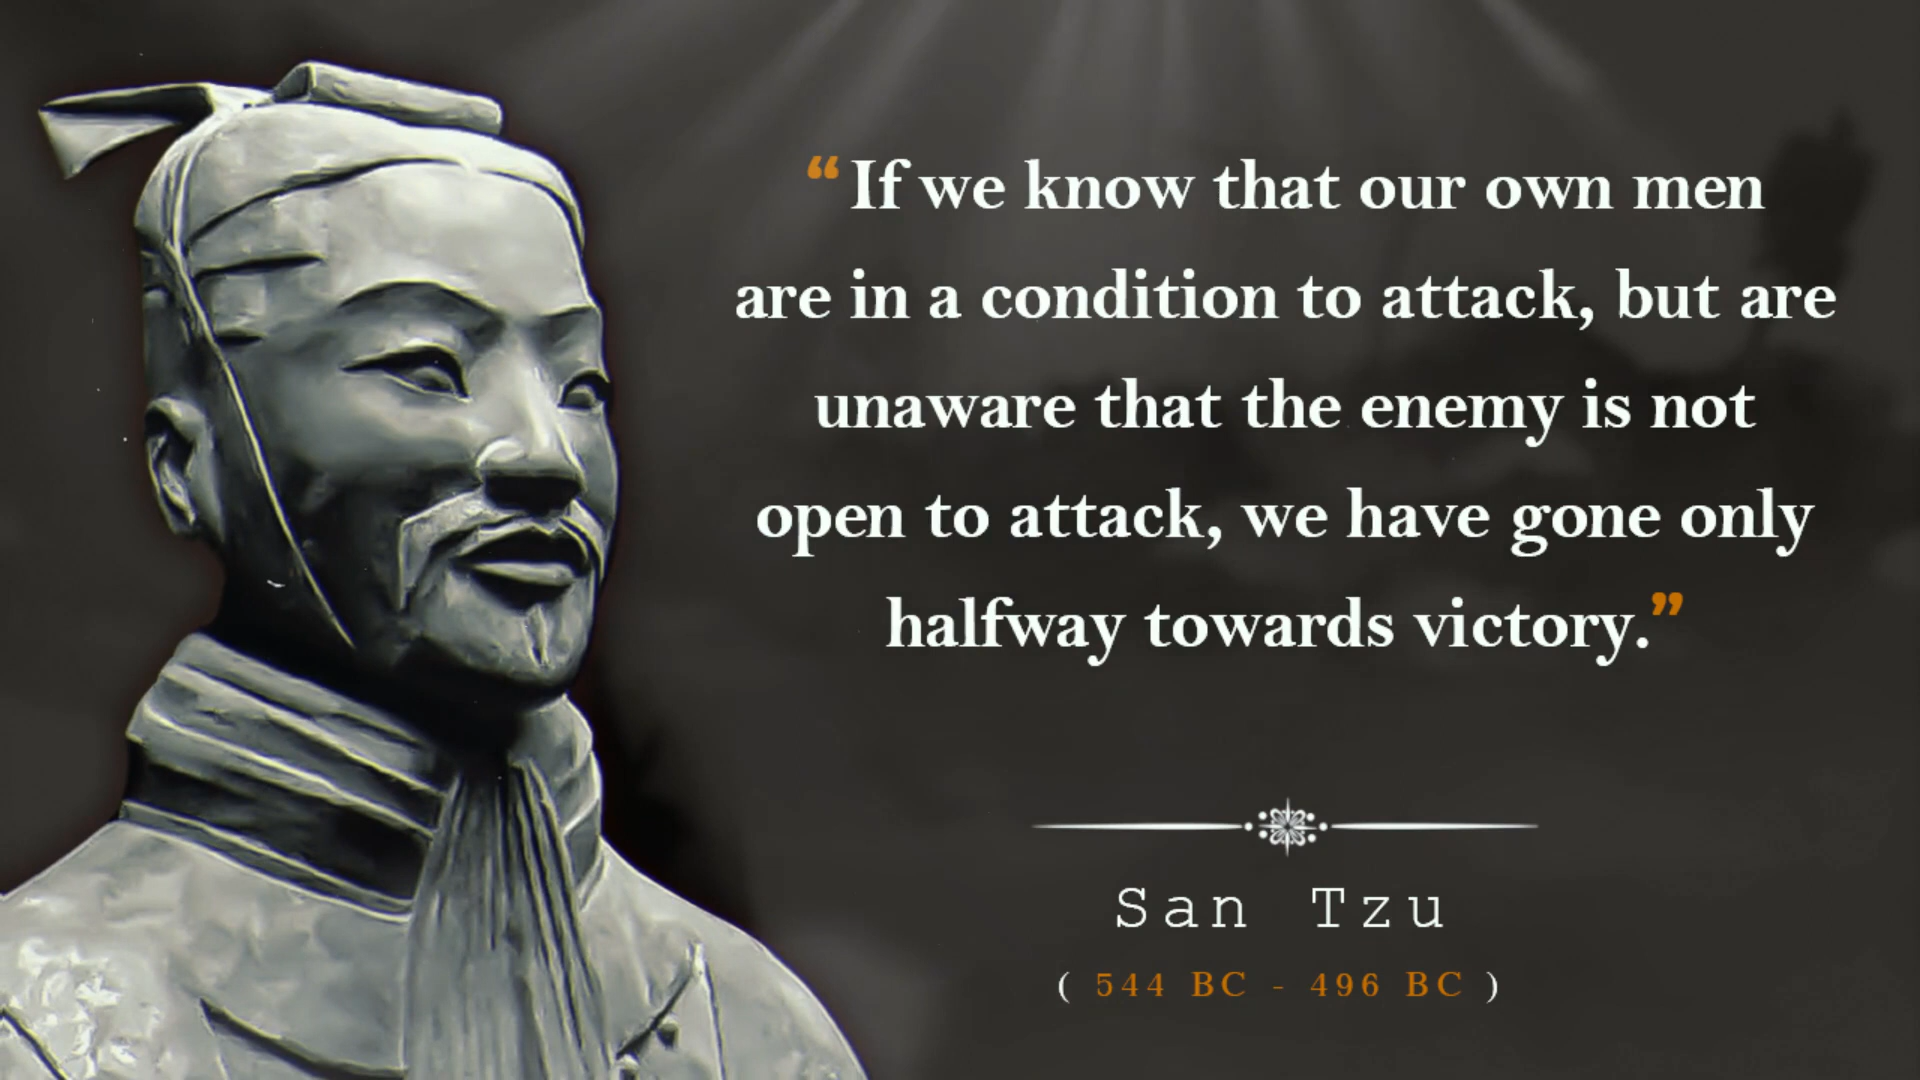 “If we know that our own men
are in a condition to attack, but are
unaware that the enemy is not
open to attack, we have gone only
halfway towards victory.”
San Tzu
( 544 BC - 496 BC )